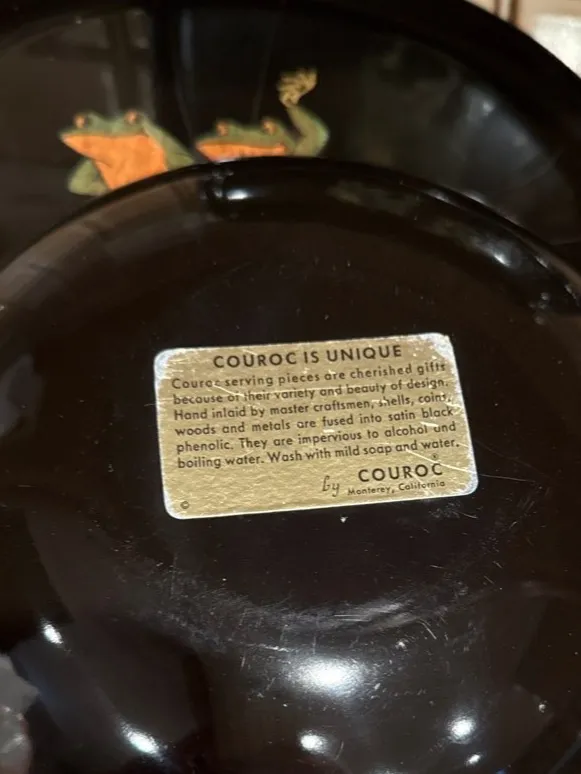 COUROC IS UNIQUE
Couroc serving pieces are cherished gifts
because of their variety and beauty of design.
Hand inlaid by master craftsmen, shells, coins,
woods and metals are fused into satin black
phenolic. They are impervious to alcohol and
boiling water. Wash with mild soap and water.
by COUROC®
Monterey, California
©